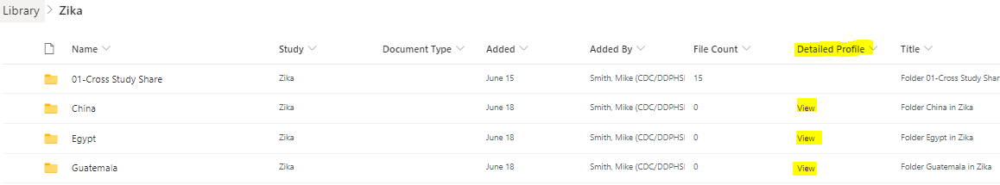 Library > Zika
Name Study Document Type Added Added By File Count Detailed Profile Title
01-Cross Study Share Zika June 15 Smith, Mike (CDC/DDPHSI 15 Folder 01-Cross Study Shar
China Zika June 18 Smith, Mike (CDC/DDPHSI 0 View Folder China in Zika
Egypt Zika June 18 Smith, Mike (CDC/DDPHSI 0 View Folder Egypt in Zika
Guatemala Zika June 18 Smith, Mike (CDC/DDPHSI 0 View Folder Guatemala in Zika